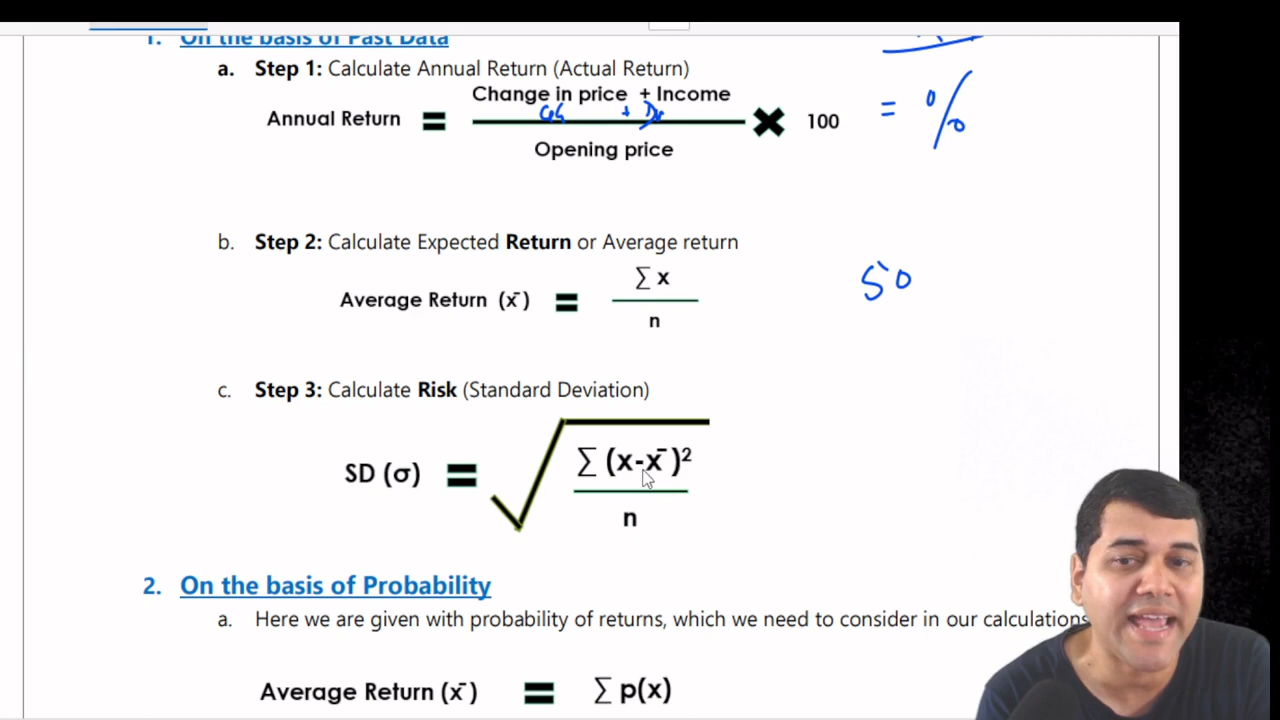 1. On the basis of Past Data
a. Step 1: Calculate Annual Return (Actual Return)
Annual Return = Change in price + Income / Opening price × 100
= %
b. Step 2: Calculate Expected Return or Average return
Average Return (x̄) = ∑ x / n
50
c. Step 3: Calculate Risk (Standard Deviation)
SD (σ) = √ ∑ (x-x̄)² / n
2. On the basis of Probability
a. Here we are given with probability of returns, which we need to consider in our calculations
Average Return (x̄) = ∑ p(x)